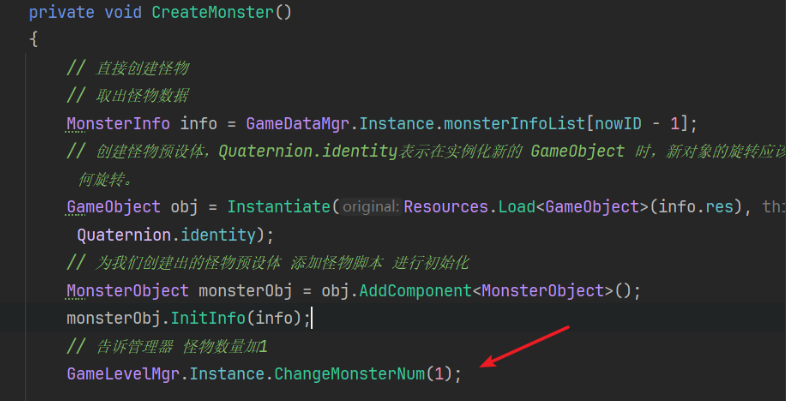 private void CreateMonster()
{
// 直接创建怪物
// 取出怪物数据
MonsterInfo info = GameDataMgr.Instance.monsterInfoList[nowID - 1];
// 创建怪物预设体，Quaternion.identity表示在实例化新的 GameObject 时，新对象的旋转应该
何旋转。
GameObject obj = Instantiate(original:Resources.Load<GameObject>(info.res), thi
Quaternion.identity);
// 为我们创建出的怪物预设体 添加怪物脚本 进行初始化
MonsterObject monsterObj = obj.AddComponent<MonsterObject>();
monsterObj.InitInfo(info);
// 告诉管理器 怪物数量加1
GameLevelMgr.Instance.ChangeMonsterNum(1);